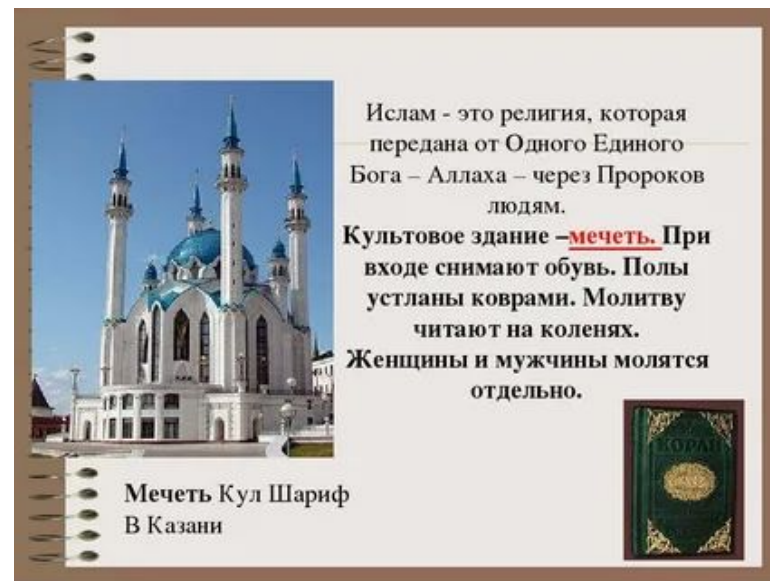 Ислам - это религия, которая
передана от Одного Единого
Бога – Аллаха – через Пророков
людям.
Культовое здание –мечеть. При
входе снимают обувь. Полы
устланы коврами. Молитву
читают на коленях.
Женщины и мужчины молятся
отдельно.
КОРАН
Мечеть Кул Шариф
В Казани